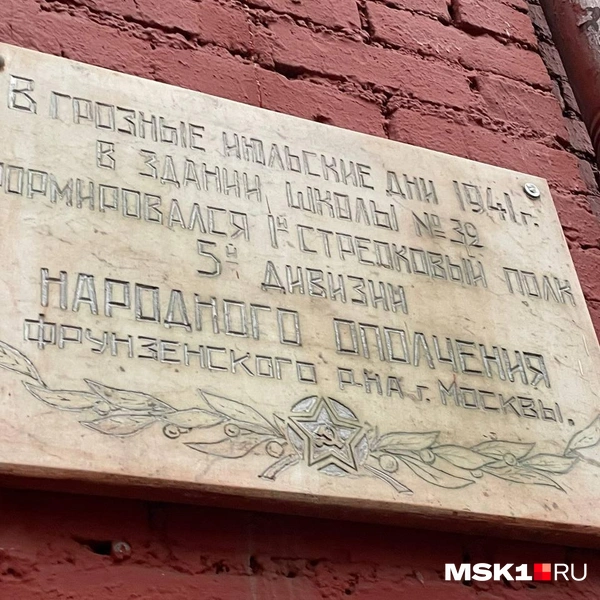 В ГРОЗНЫЕ ИЮЛЬСКИЕ ДНИ 1941 г.
В ЗДАНИИ ШКОЛЫ № 39
ФОРМИРОВАЛСЯ 1й СТРЕЛКОВЫЙ ПОЛК
5й ДИВИЗИИ
НАРОДНОГО ОПОЛЧЕНИЯ
ФРУНЗЕНСКОГО Р-НА г. МОСКВЫ.
MSK1.RU